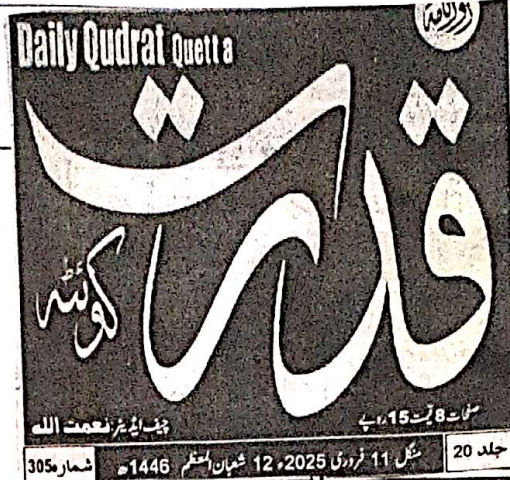 روزنامہ
Daily Qudrat Quetta
قدرت
کوئٹہ
صفحات 8 قیمت 15 روپے
چیف ایڈیٹر: نعمت اللہ
جلد 20
منگل 11 فروری 2025ء 12 شعبان المعظم 1446ھ
شمارہ 305